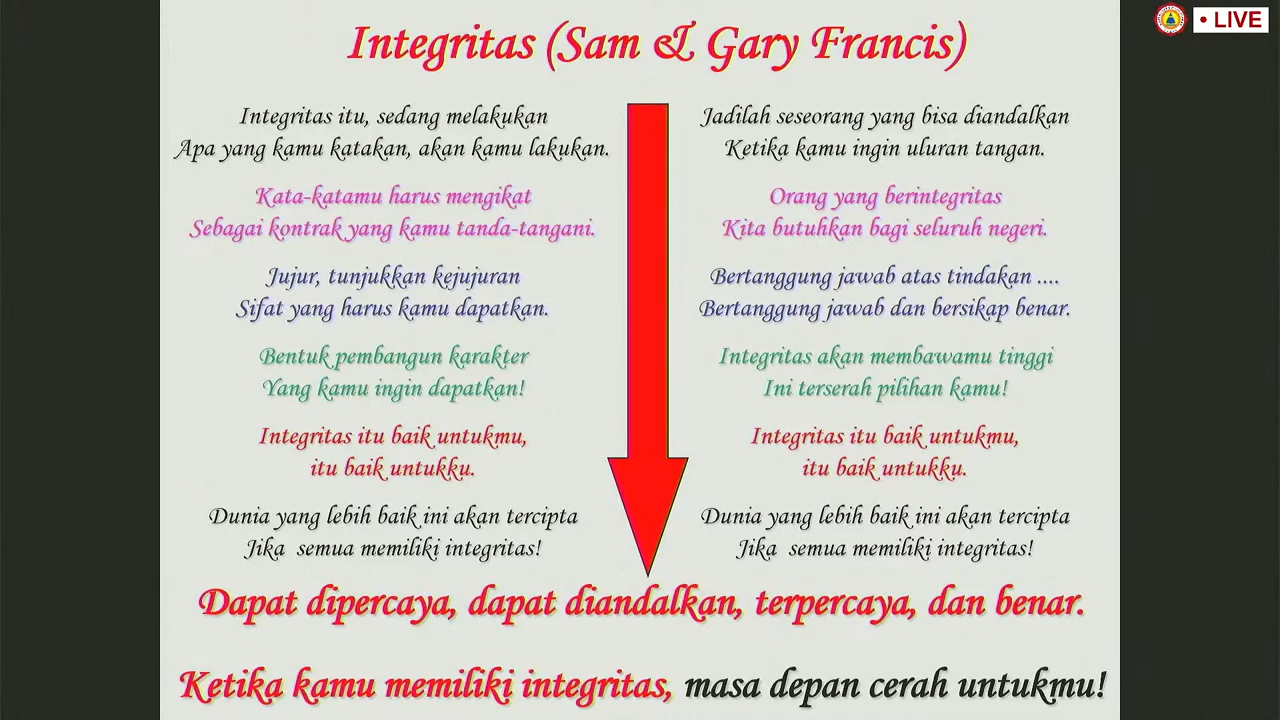 Integritas (Sam & Gary Francis)
• LIVE
Integritas itu, sedang melakukan
Apa yang kamu katakan, akan kamu lakukan.
Kata-katamu harus mengikat
Sebagai kontrak yang kamu tanda-tangani.
Jujur, tunjukkan kejujuran
Sifat yang harus kamu dapatkan.
Bentuk pembangun karakter
Yang kamu ingin dapatkan!
Integritas itu baik untukmu,
itu baik untukku.
Dunia yang lebih baik ini akan tercipta
Jika  semua memiliki integritas!
Jadilah seseorang yang bisa diandalkan
Ketika kamu ingin uluran tangan.
Orang yang berintegritas
Kita butuhkan bagi seluruh negeri.
Bertanggung jawab atas tindakan ....
Bertanggung jawab dan bersikap benar.
Integritas akan membawamu tinggi
Ini terserah pilihan kamu!
Integritas itu baik untukmu,
itu baik untukku.
Dunia yang lebih baik ini akan tercipta
Jika  semua memiliki integritas!
Dapat dipercaya, dapat diandalkan, terpercaya, dan benar.
Ketika kamu memiliki integritas, masa depan cerah untukmu!